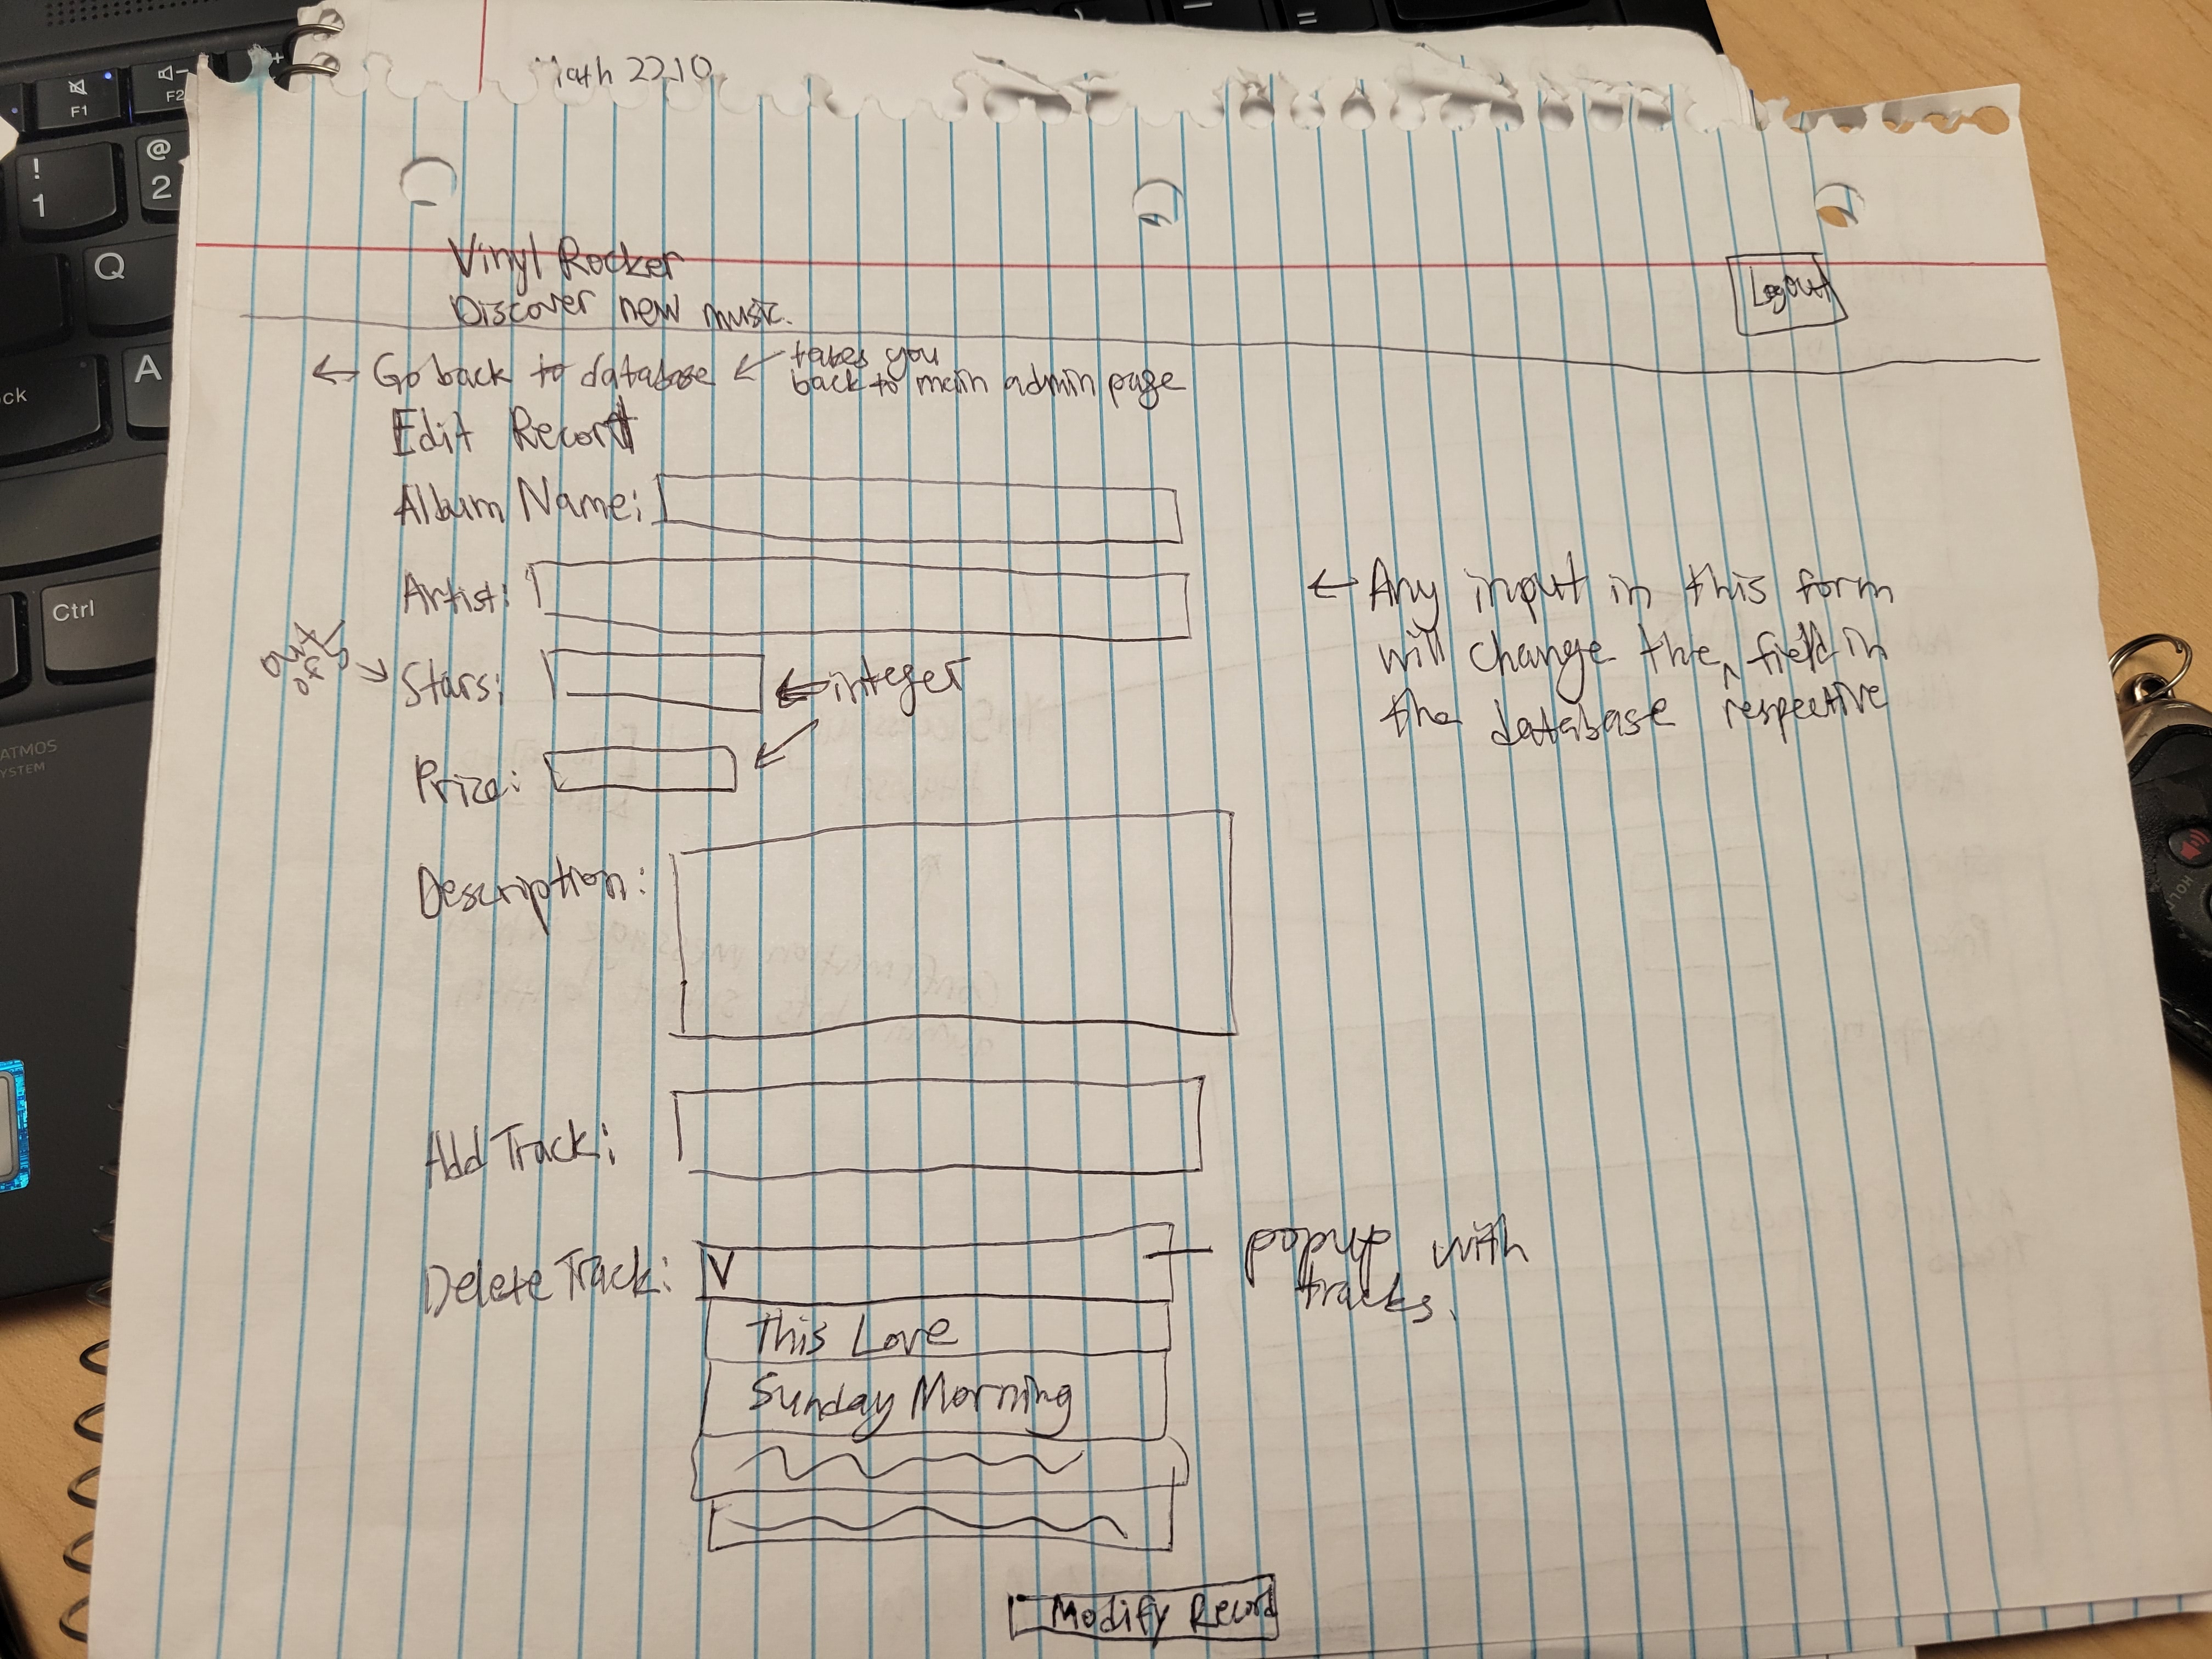 Math 2210
Vinyl Rocker
Discover new music.
Logout
← Go back to database ← takes you
back to main admin page
Edit Record
Album Name:
Artist:
← Any input in this form
will change the ^ field in
the database respective
out
of 5 → Stars: ← integer
Price:
Description:
Add Track:
Delete Track: V
popup with
tracks.
This Love
Sunday Morning
Modify Record
F1
F2
! 1
@ 2
Q
A
ck
Ctrl
ATMOS
YSTEM
HOL